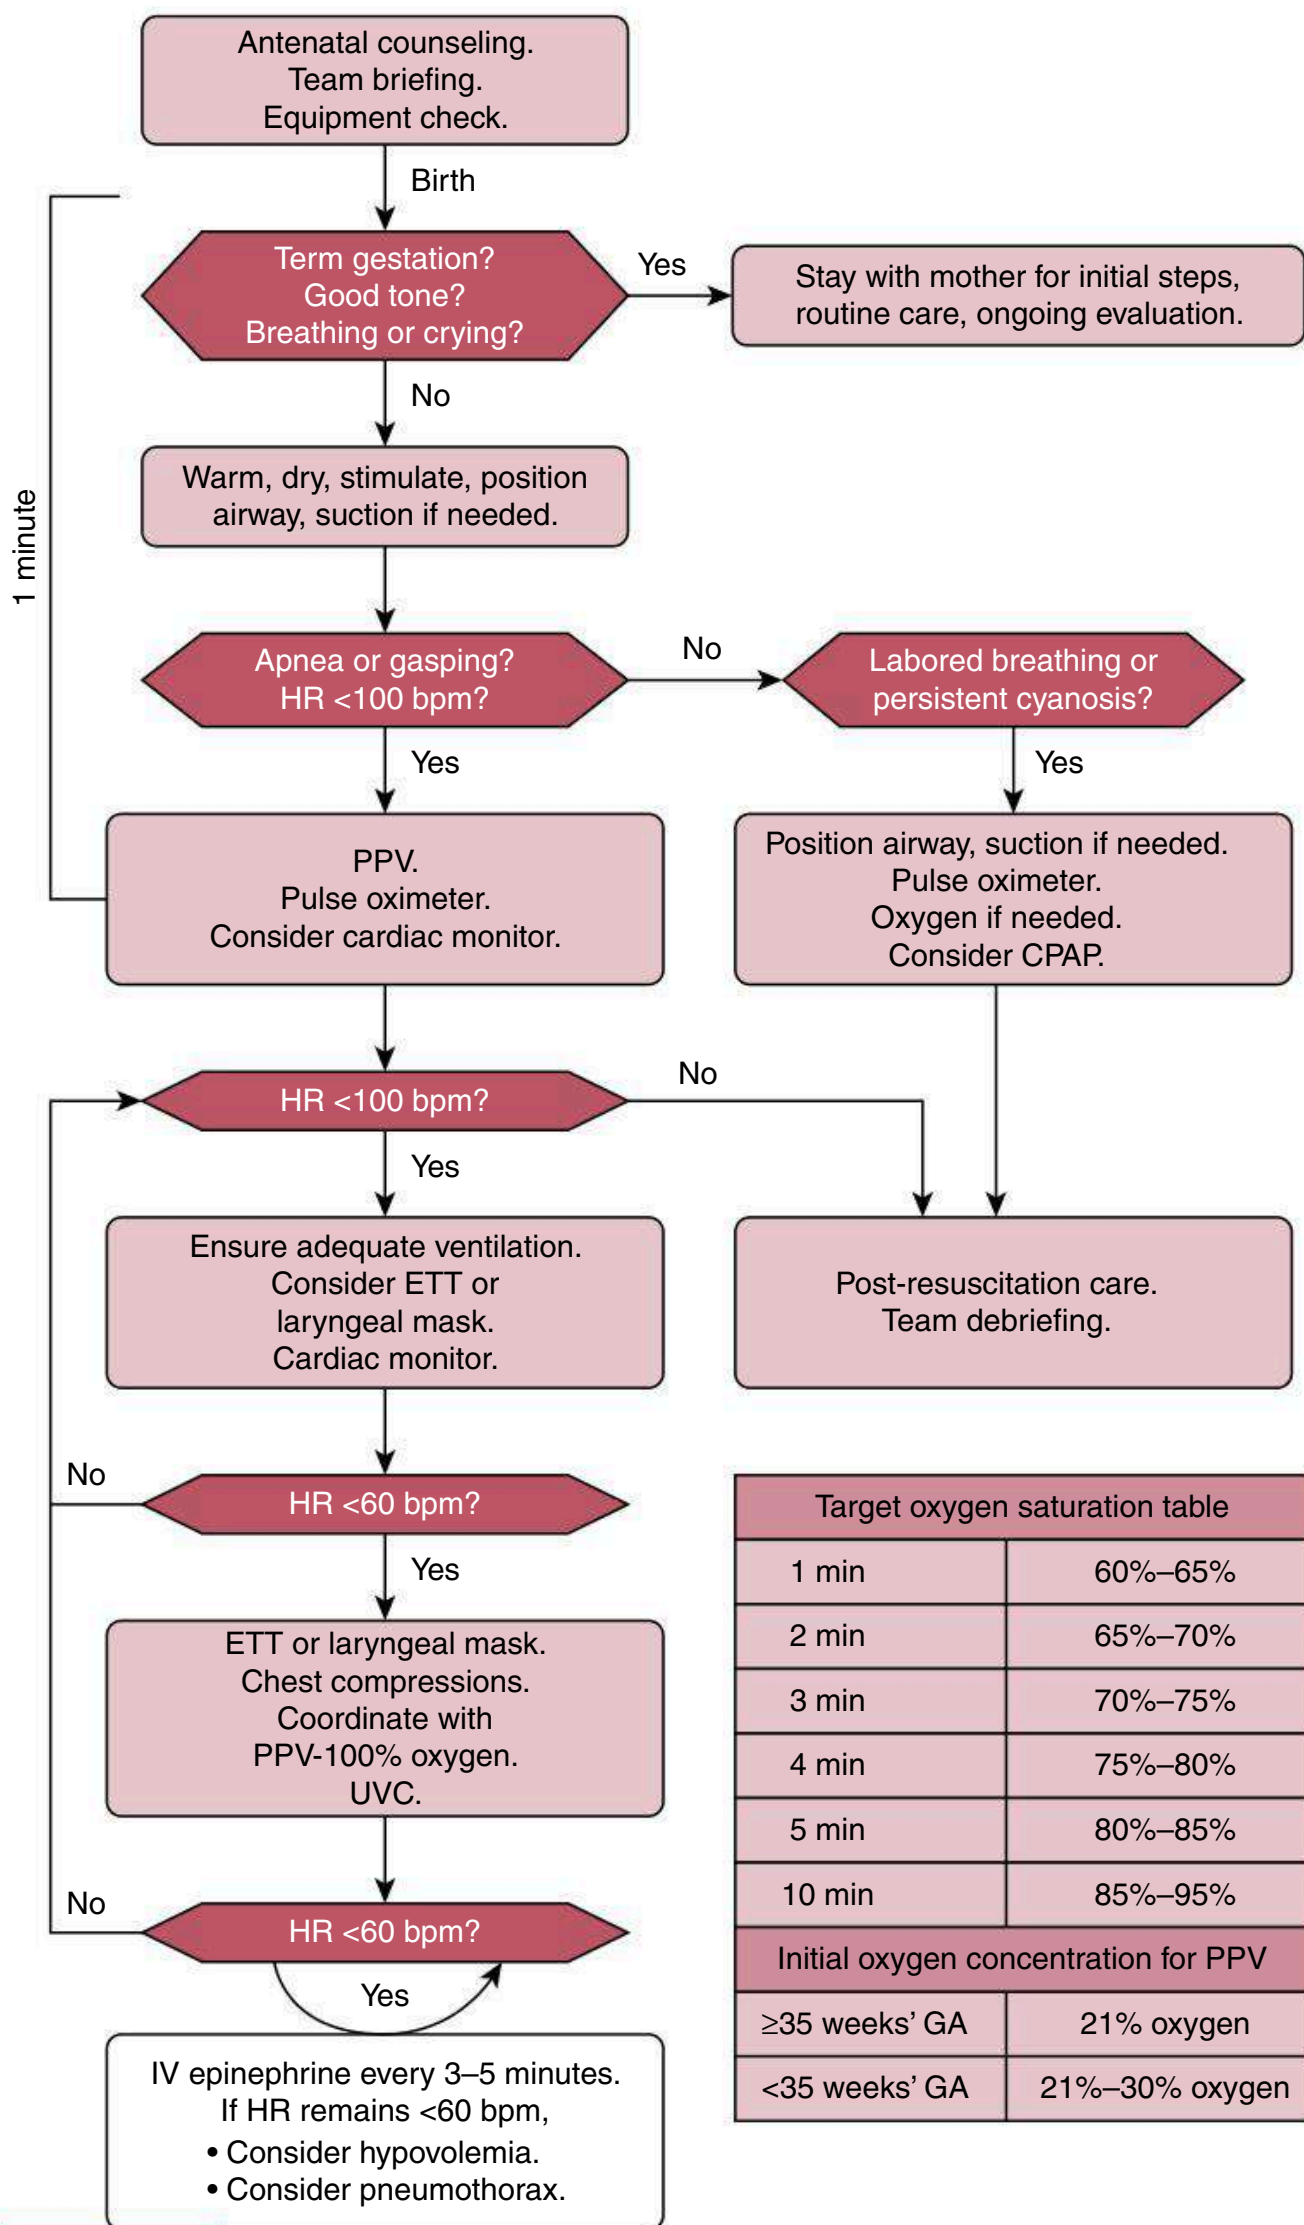 Antenatal counseling.
Team briefing.
Equipment check.
Birth
Term gestation?
Good tone?
Breathing or crying?
Yes
Stay with mother for initial steps,
routine care, ongoing evaluation.
No
Warm, dry, stimulate, position
airway, suction if needed.
1 minute
Apnea or gasping?
HR <100 bpm?
No
Labored breathing or
persistent cyanosis?
Yes
Yes
PPV.
Pulse oximeter.
Consider cardiac monitor.
Position airway, suction if needed.
Pulse oximeter.
Oxygen if needed.
Consider CPAP.
HR <100 bpm?
No
Yes
Ensure adequate ventilation.
Consider ETT or
laryngeal mask.
Cardiac monitor.
Post-resuscitation care.
Team debriefing.
No
HR <60 bpm?
Yes
ETT or laryngeal mask.
Chest compressions.
Coordinate with
PPV-100% oxygen.
UVC.
No
HR <60 bpm?
Yes
IV epinephrine every 3–5 minutes.
If HR remains <60 bpm,
• Consider hypovolemia.
• Consider pneumothorax.
Target oxygen saturation table
1 min 60%–65%
2 min 65%–70%
3 min 70%–75%
4 min 75%–80%
5 min 80%–85%
10 min 85%–95%
Initial oxygen concentration for PPV
≥35 weeks' GA 21% oxygen
<35 weeks' GA 21%–30% oxygen